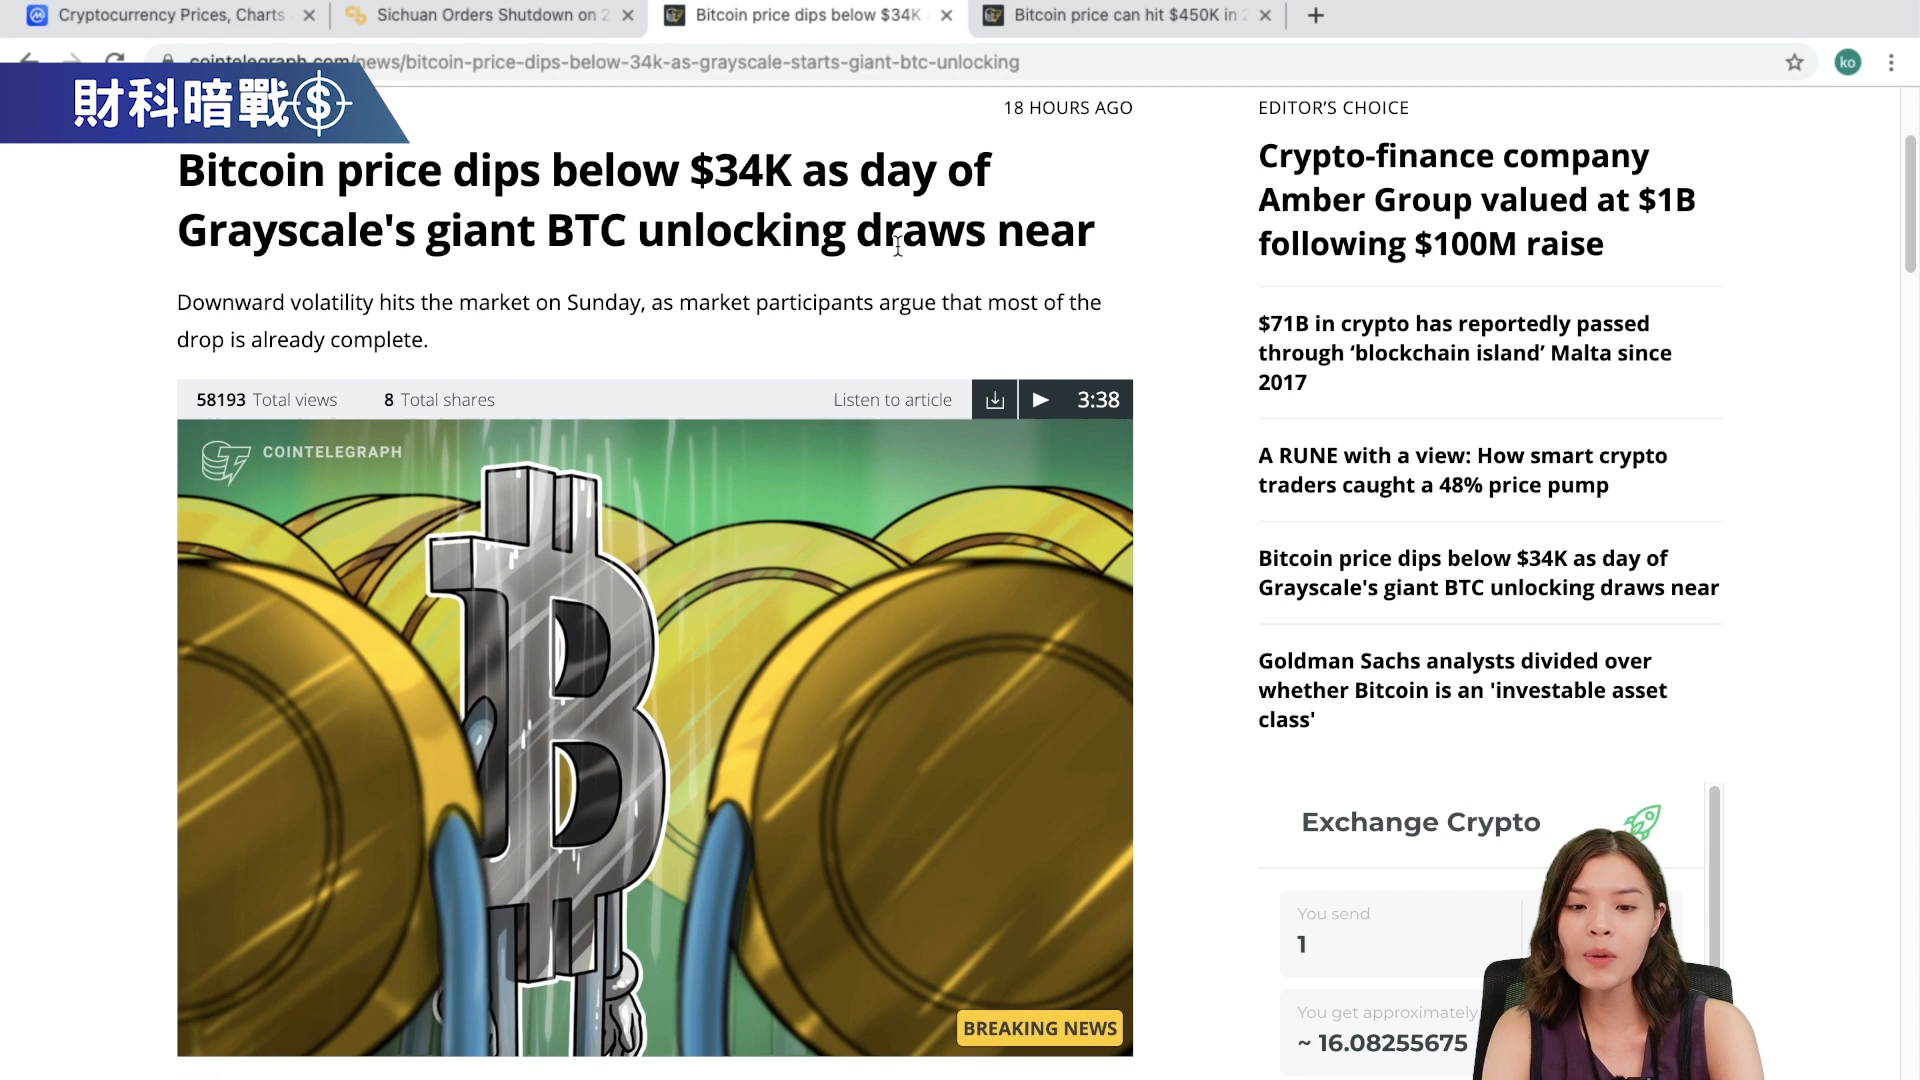 Cryptocurrency Prices, Charts
Sichuan Orders Shutdown on 2
Bitcoin price dips below $34K
Bitcoin price can hit $450K in 2
cointelegraph.com/news/bitcoin-price-dips-below-34k-as-grayscale-starts-giant-btc-unlocking
ko
財科暗戰
18 HOURS AGO
Bitcoin price dips below $34K as day of
Grayscale's giant BTC unlocking draws near
Downward volatility hits the market on Sunday, as market participants argue that most of the
drop is already complete.
58193 Total views
8 Total shares
Listen to article
3:38
COINTELEGRAPH
BREAKING NEWS
EDITOR’S CHOICE
Crypto-finance company
Amber Group valued at $1B
following $100M raise
$71B in crypto has reportedly passed
through ‘blockchain island’ Malta since
2017
A RUNE with a view: How smart crypto
traders caught a 48% price pump
Bitcoin price dips below $34K as day of
Grayscale's giant BTC unlocking draws near
Goldman Sachs analysts divided over
whether Bitcoin is an 'investable asset
class'
Exchange Crypto
You send
1
You get approximately
~ 16.08255675